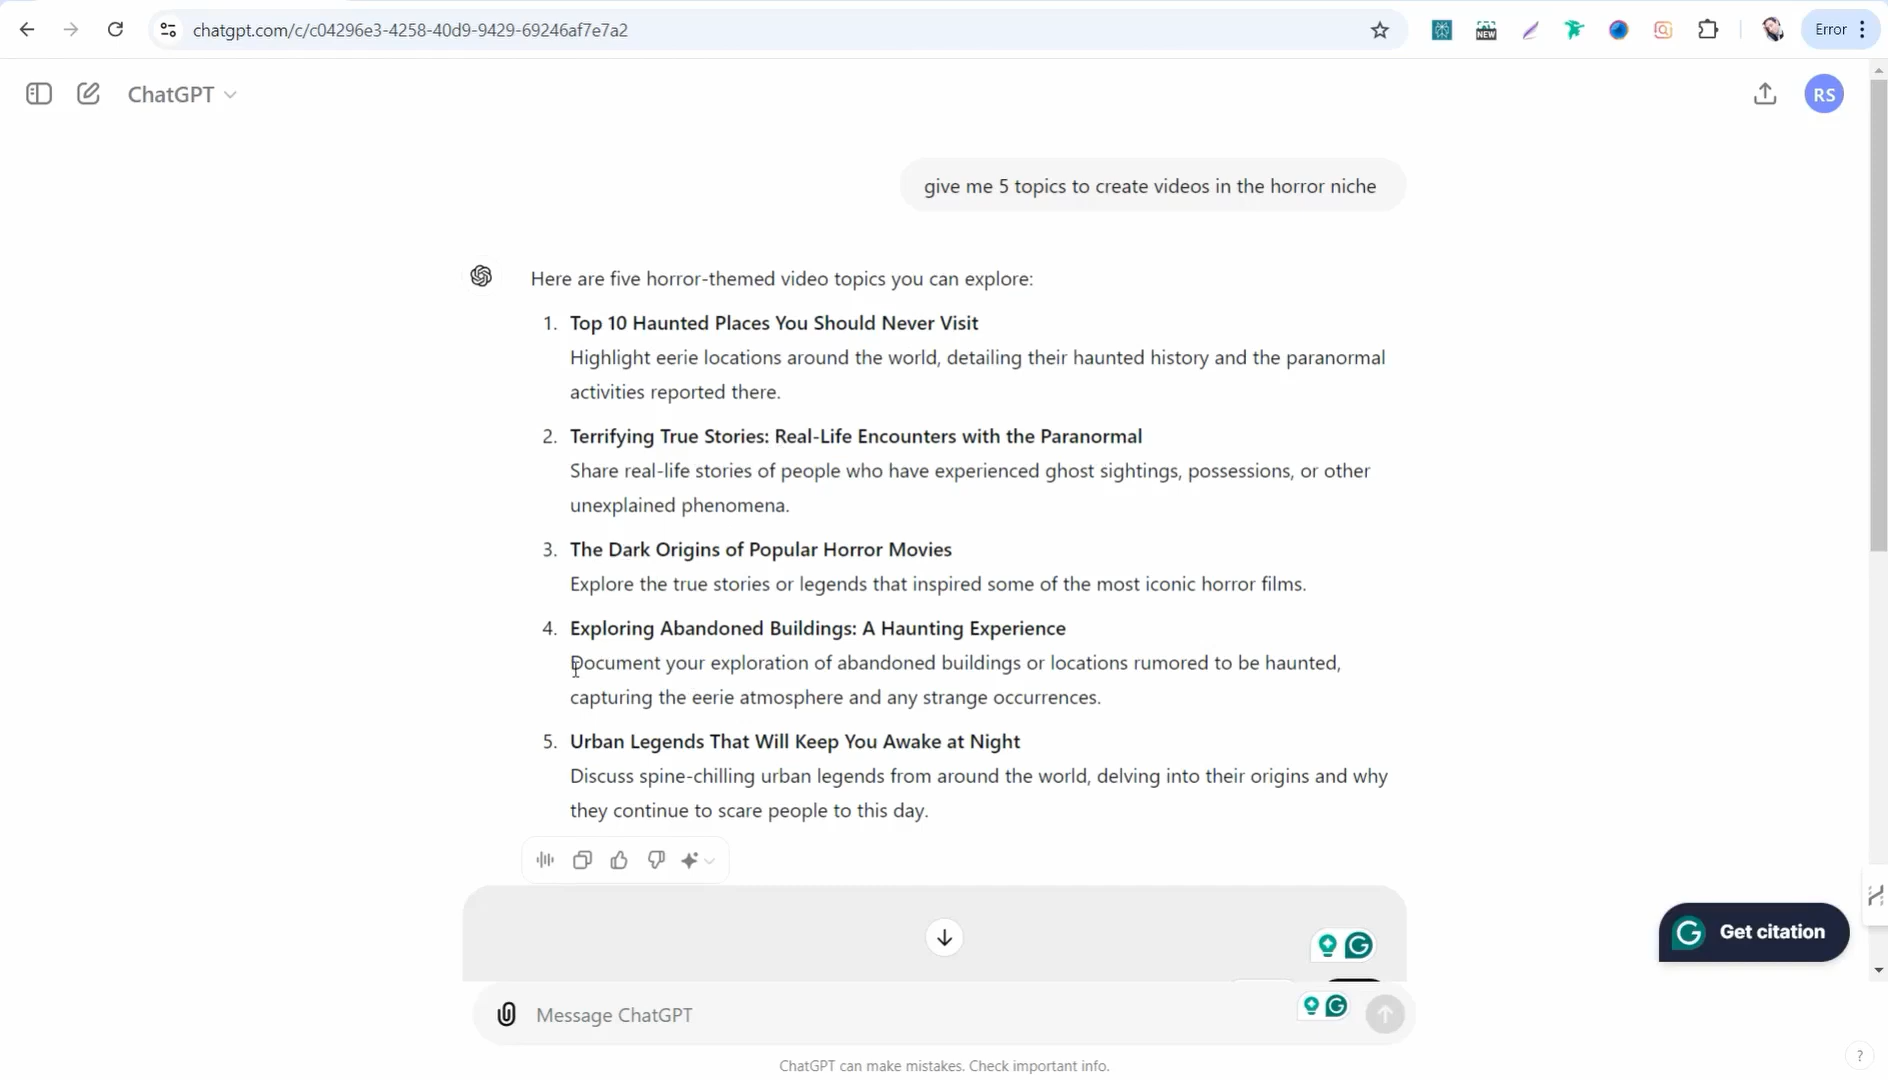 chatgpt.com/c/c04296e3-4258-40d9-9429-69246af7e7a2
NEW
Error
ChatGPT
RS
give me 5 topics to create videos in the horror niche
Here are five horror-themed video topics you can explore:
1. Top 10 Haunted Places You Should Never Visit
Highlight eerie locations around the world, detailing their haunted history and the paranormal
activities reported there.
2. Terrifying True Stories: Real-Life Encounters with the Paranormal
Share real-life stories of people who have experienced ghost sightings, possessions, or other
unexplained phenomena.
3. The Dark Origins of Popular Horror Movies
Explore the true stories or legends that inspired some of the most iconic horror films.
4. Exploring Abandoned Buildings: A Haunting Experience
Document your exploration of abandoned buildings or locations rumored to be haunted,
capturing the eerie atmosphere and any strange occurrences.
5. Urban Legends That Will Keep You Awake at Night
Discuss spine-chilling urban legends from around the world, delving into their origins and why
they continue to scare people to this day.
Get citation
Message ChatGPT
ChatGPT can make mistakes. Check important info.
?